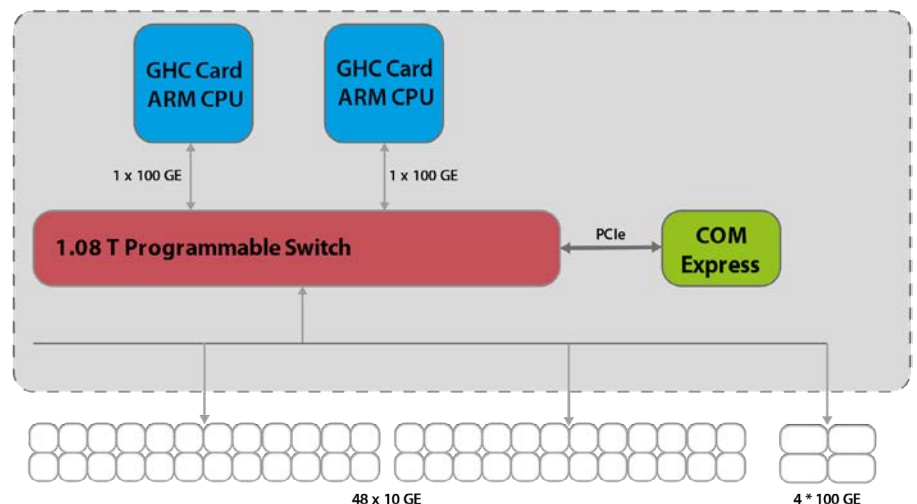 GHC Card
ARM CPU
GHC Card
ARM CPU
1 x 100 GE
1 x 100 GE
1.08 T Programmable Switch
PCIe
COM
Express
48 x 10 GE
4 * 100 GE